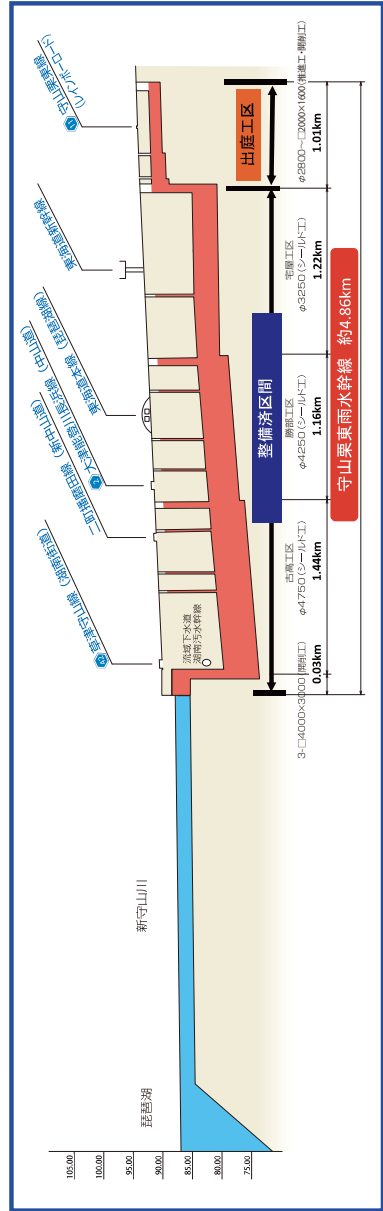 守山栗東線
(レインボーロード)
東海道新幹線
東海道本線 (琵琶湖線)
2 大津能登川長浜線 (中山道)
二町播磨田線 (新中山道)
42 草津守山線 (湖南街道)
流域下水道
湖南汚水幹線
新守山川
琵琶湖
105.00
100.00
95.00
90.00
85.00
80.00
75.00
出庭工区
整備済区間
φ2800～□2000×1600(推進工・開削工)
1.01km
宅屋工区
φ3250(シールド工)
1.22km
勝部工区
φ4250(シールド工)
1.16km
古高工区
φ4750(シールド工)
1.44km
3-□4000×3000(開削工)
0.03km
守山栗東雨水幹線 約4.86km